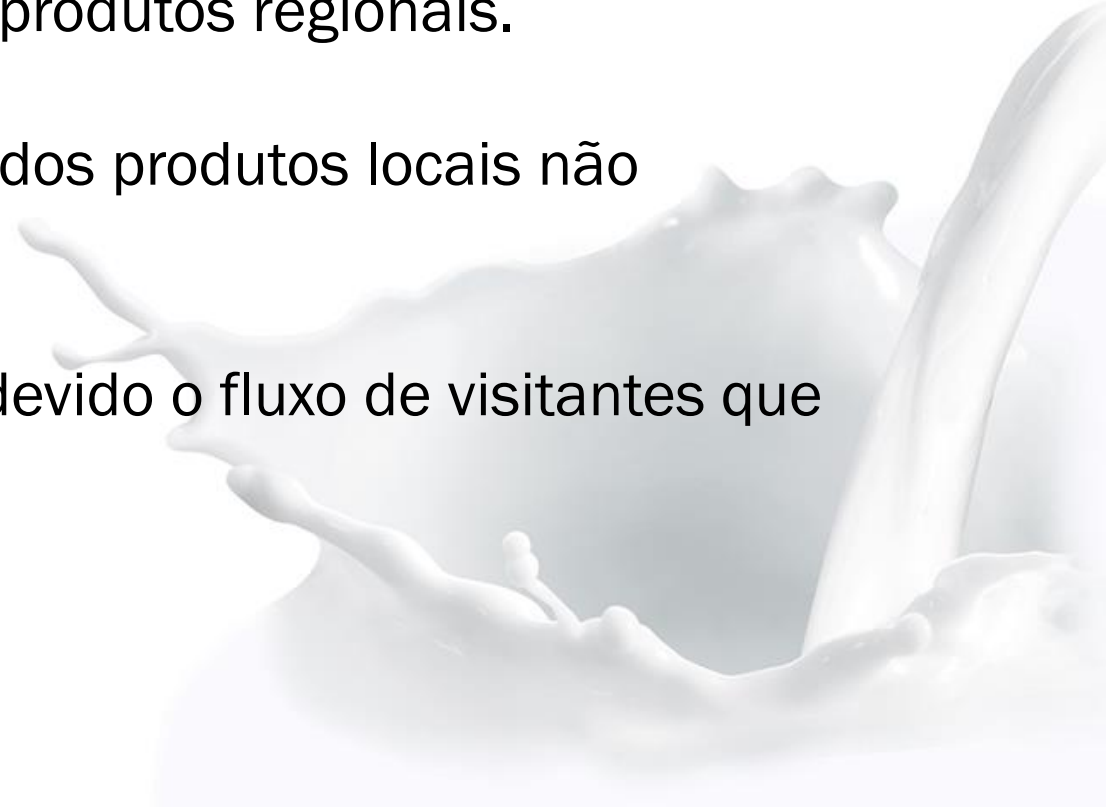 produtos regionais.
dos produtos locais não
devido o fluxo de visitantes que